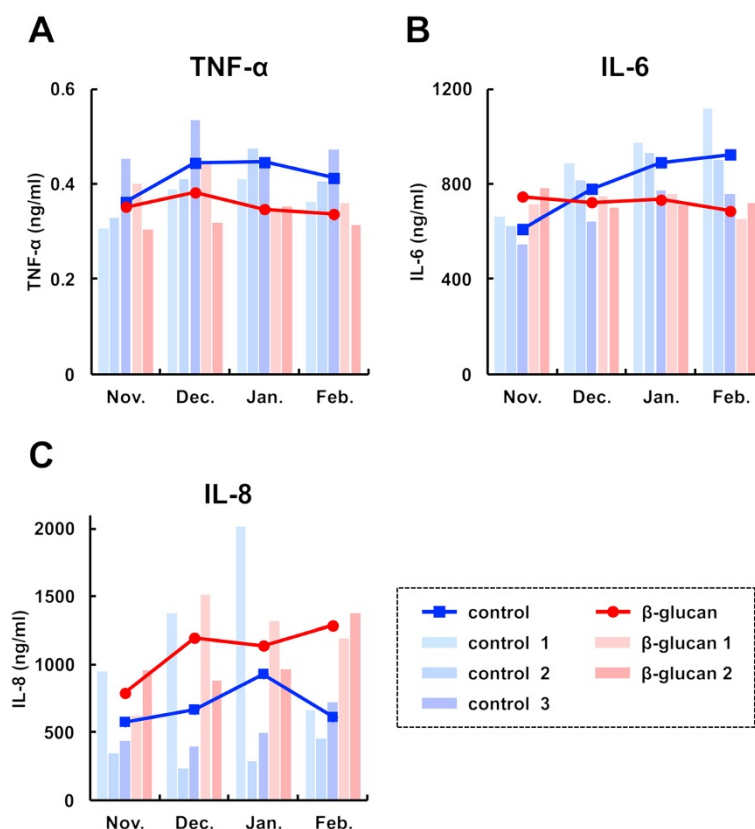 A
TNF-α
TNF-α (ng/ml)
0.6
0.4
0.2
0
Nov. Dec. Jan. Feb.
B
IL-6
IL-6 (ng/ml)
1200
800
400
0
Nov. Dec. Jan. Feb.
C
IL-8
IL-8 (ng/ml)
2000
1500
1000
500
0
Nov. Dec. Jan. Feb.
control
control 1
control 2
control 3
β-glucan
β-glucan 1
β-glucan 2